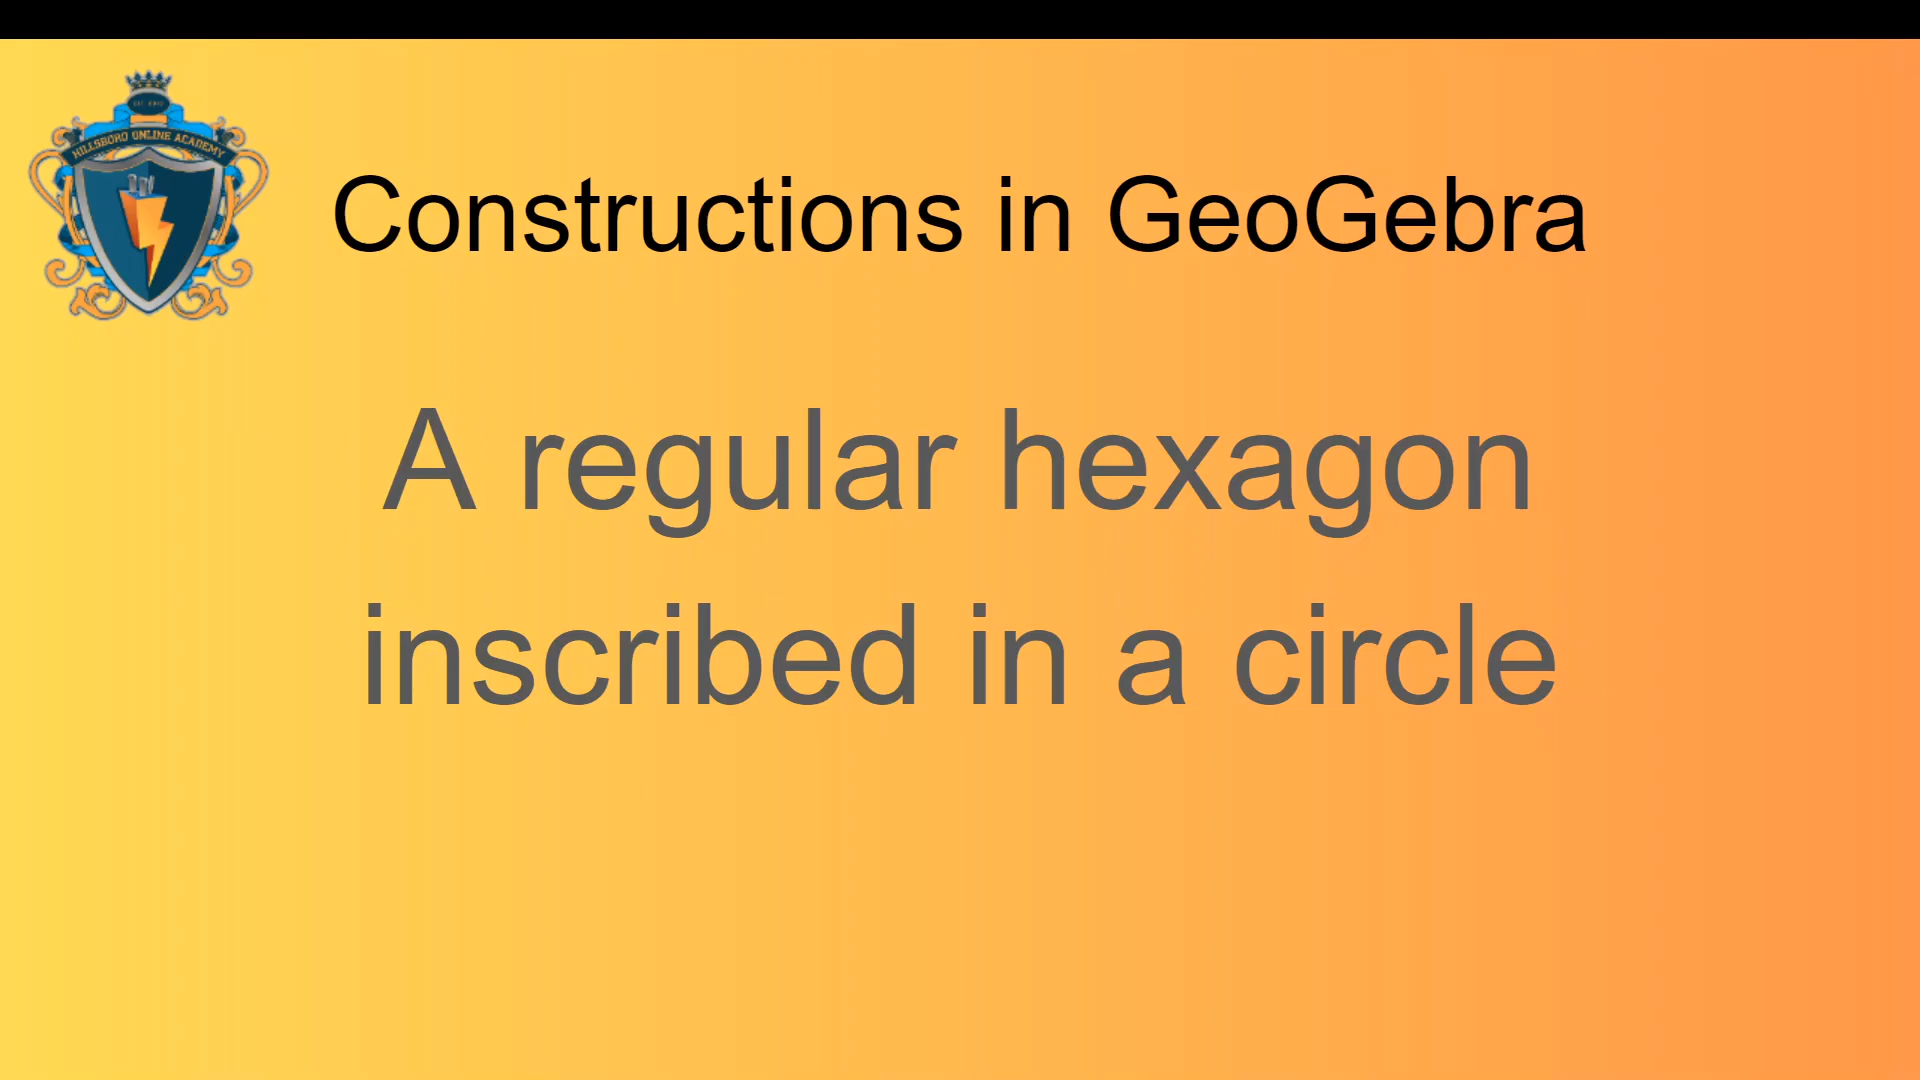 HILLSBORO ONLINE ACADEMY
Constructions in GeoGebra
A regular hexagon
inscribed in a circle